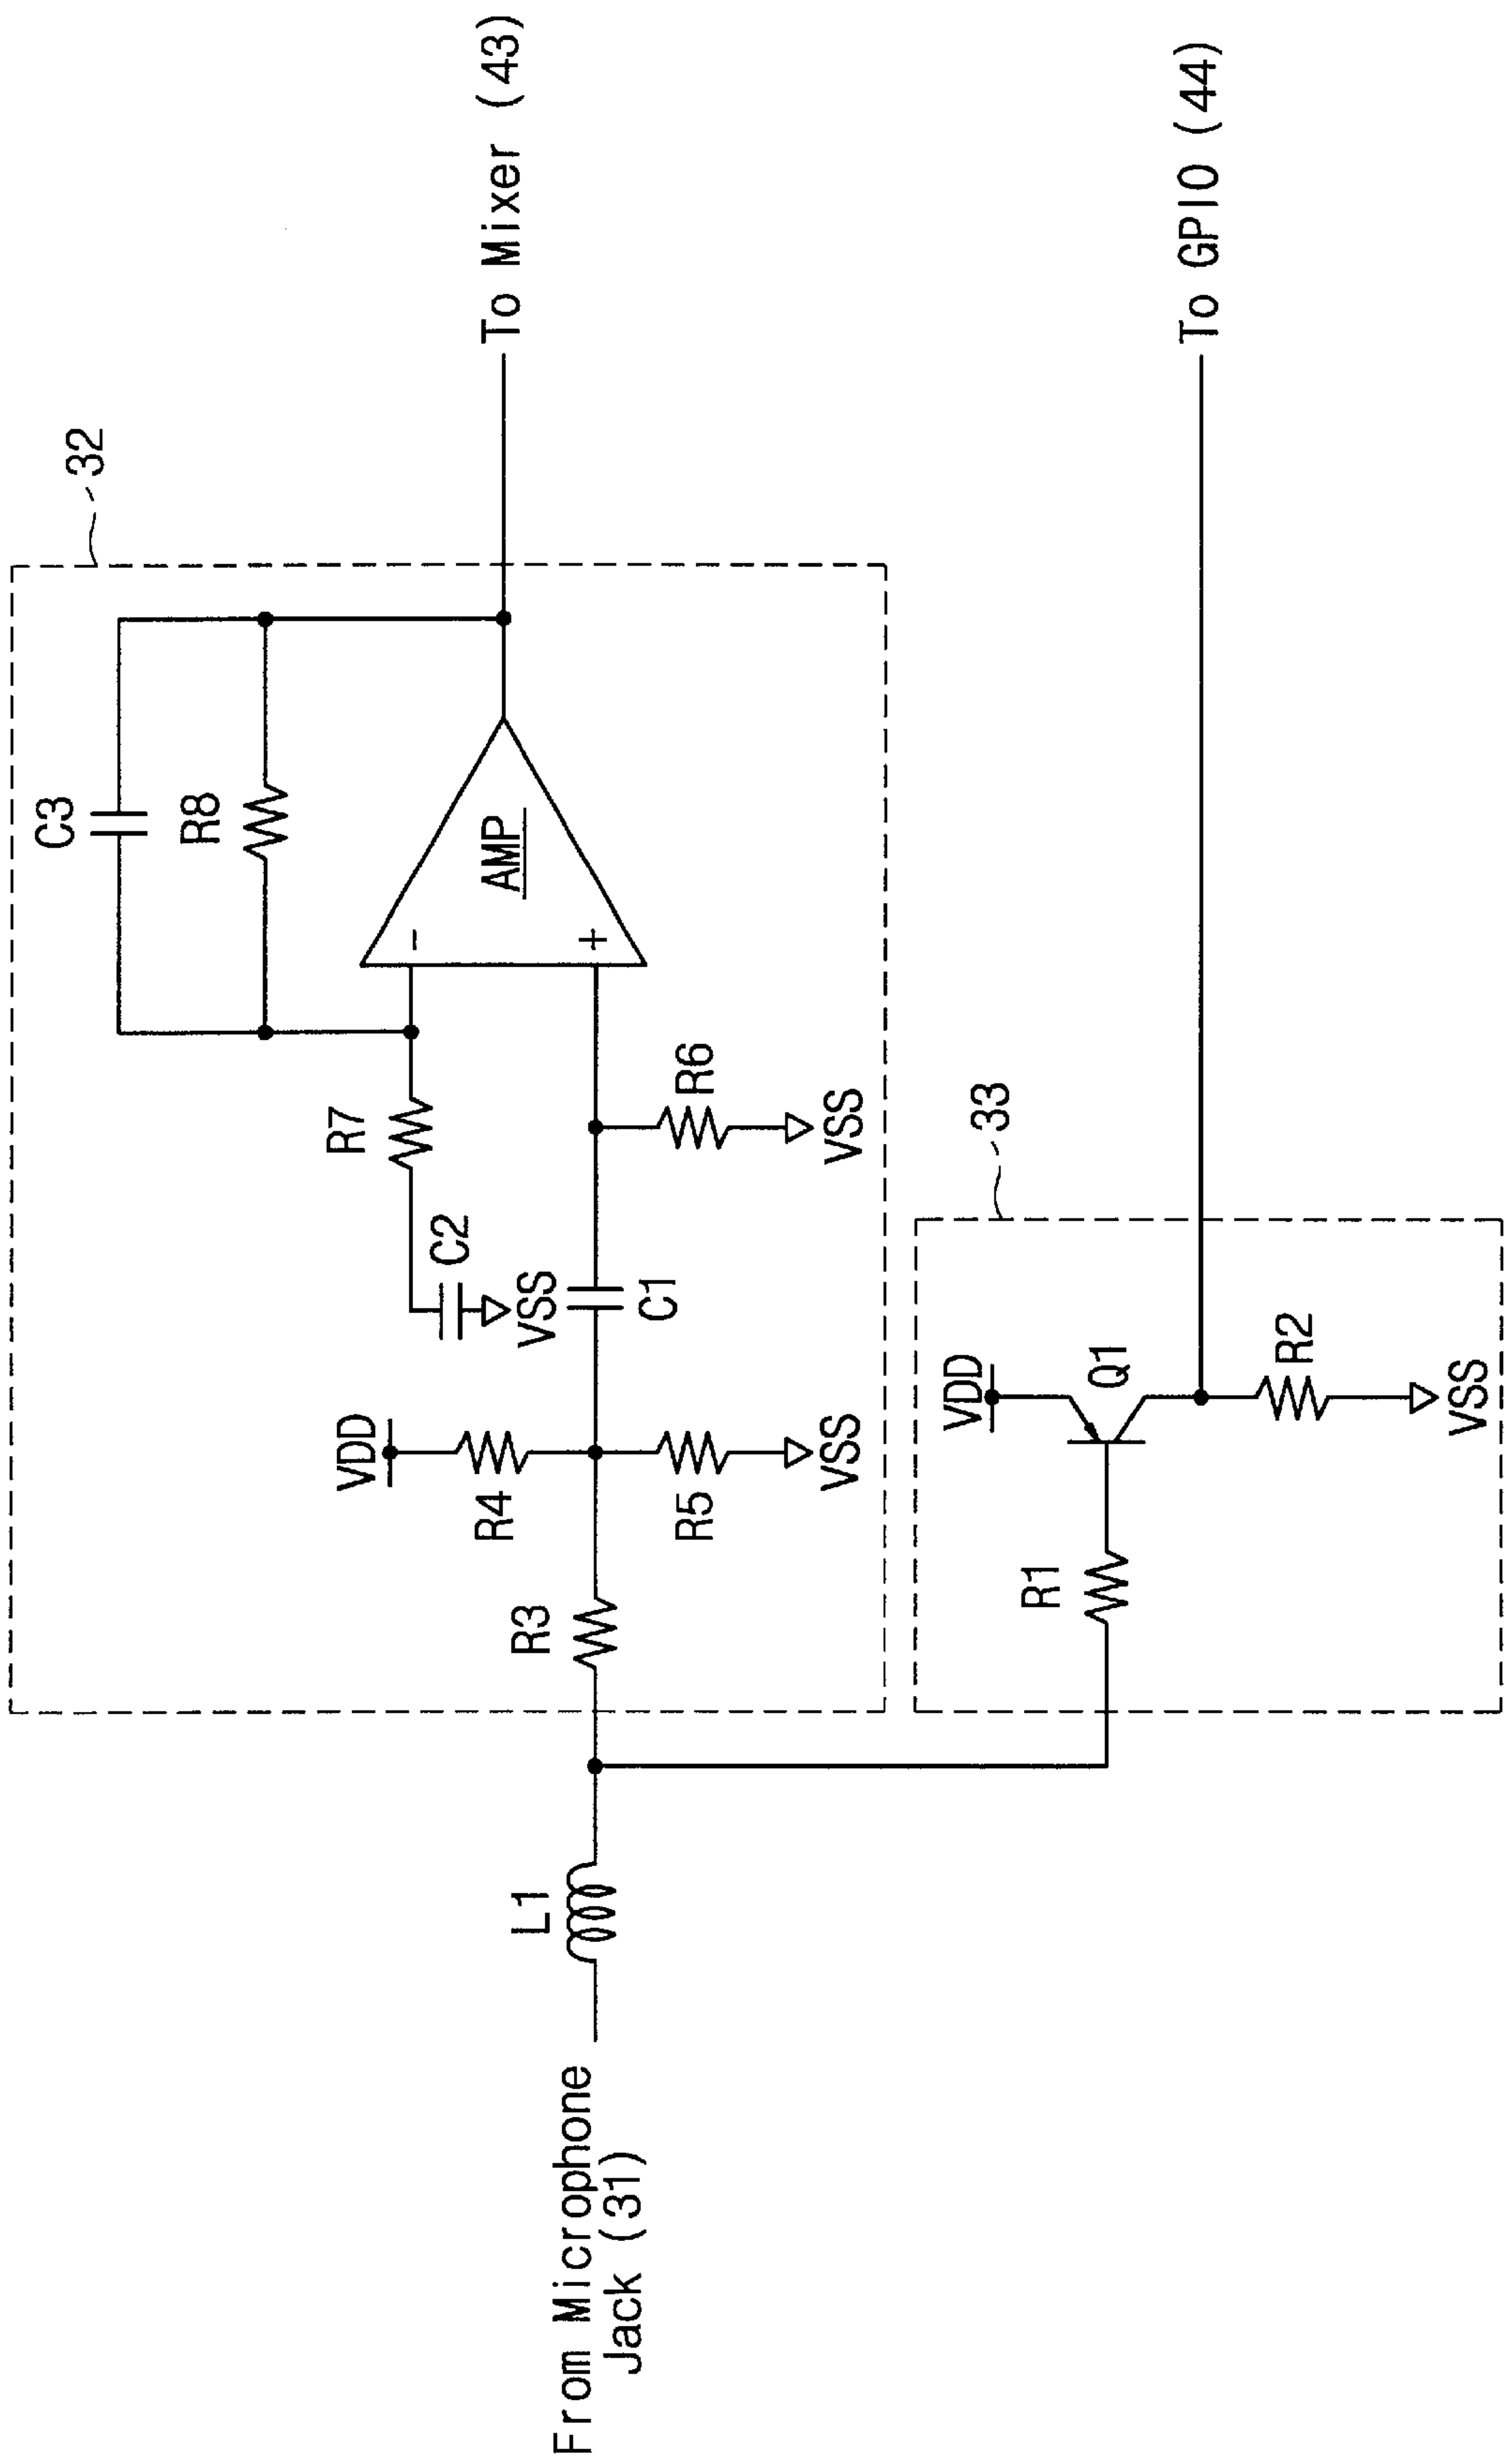 32
C3
R8
To Mixer (43)
AMP
-
+
R7
C2
VSS
R6
VSS
VDD
R4
C1
R3
R5
VSS
L1
From Microphone
Jack (31)
33
VDD
Q1
To GPIO (44)
R1
R2
VSS